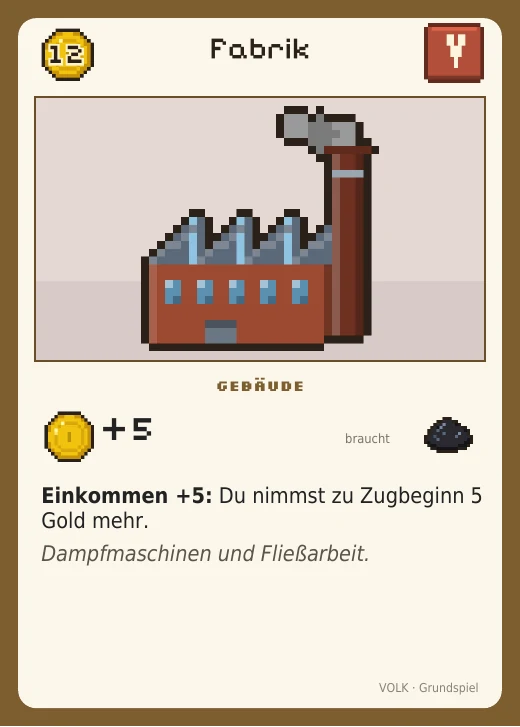 12
Fabrik
Y
GEBÄUDE
+5
braucht
Einkommen +5: Du nimmst zu Zugbeginn 5
Gold mehr.
Dampfmaschinen und Fließarbeit.
VOLK · Grundspiel